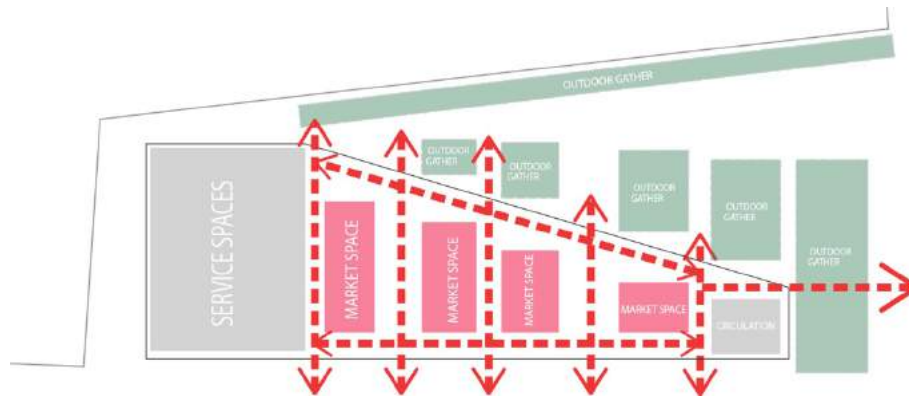 OUTDOOR GATHER
OUTDOOR
GATHER
OUTDOOR
GATHER
OUTDOOR
GATHER
OUTDOOR
GATHER
OUTDOOR
GATHER
SERVICE SPACES
MARKET SPACE
MARKET SPACE
MARKET SPACE
MARKET SPACE
CIRCULATION